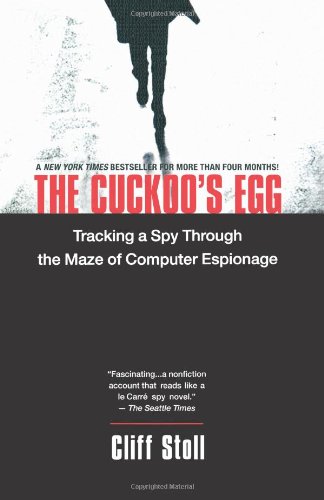 A NEW YORK TIMES BESTSELLER FOR MORE THAN FOUR MONTHS!
THE CUCKOO'S EGG
Tracking a Spy Through
the Maze of Computer Espionage
"Fascinating...a nonfiction
account that reads like a
le Carré spy novel."
— The Seattle Times
Cliff Stoll